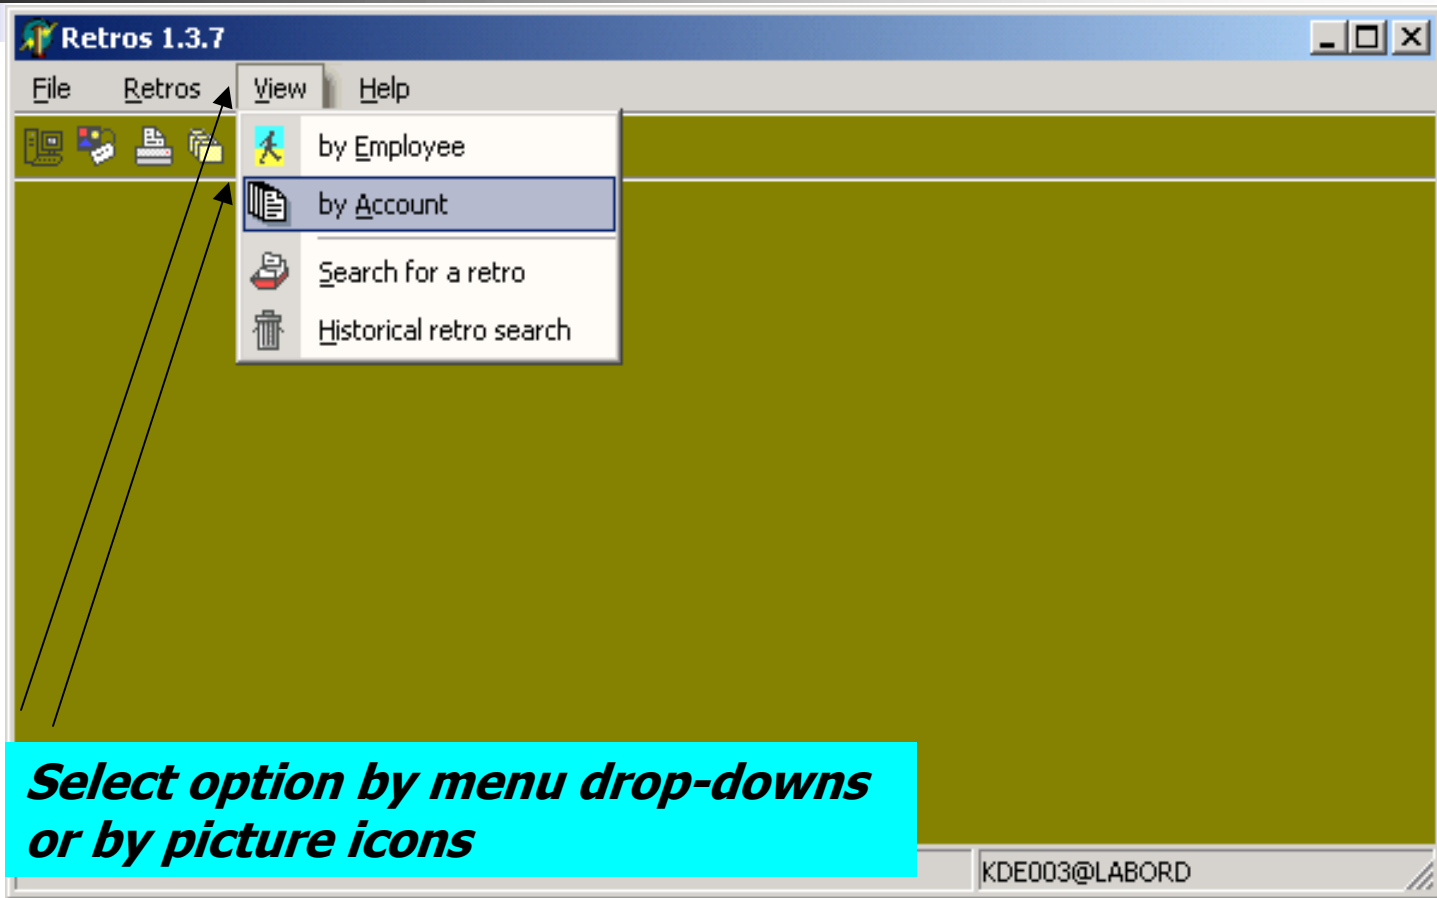 Retros 1.3.7
File Retros View Help
by Employee
by Account
Search for a retro
Historical retro search
Select option by menu drop-downs
or by picture icons
KDE003@LABORD